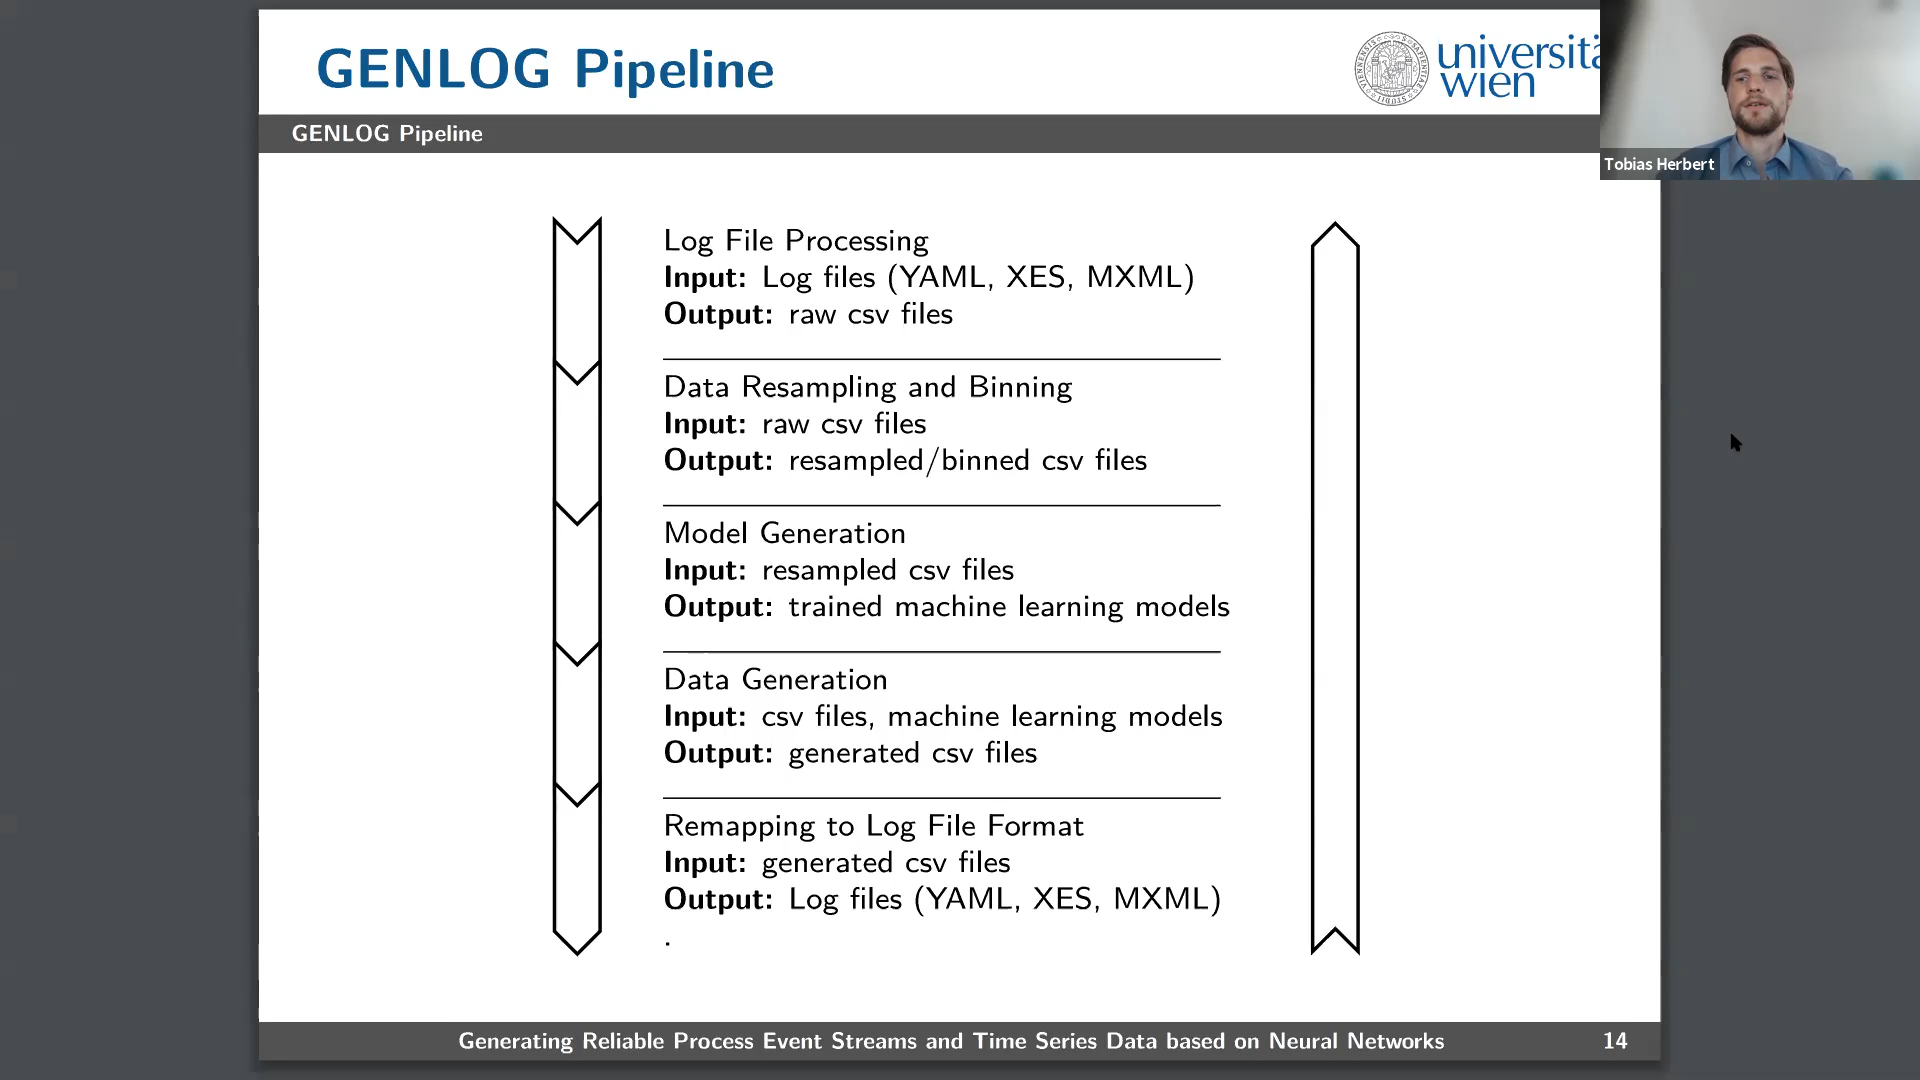 GENLOG Pipeline
universitä
wien
Tobias Herbert
GENLOG Pipeline
Log File Processing
Input: Log files (YAML, XES, MXML)
Output: raw csv files
Data Resampling and Binning
Input: raw csv files
Output: resampled/binned csv files
Model Generation
Input: resampled csv files
Output: trained machine learning models
Data Generation
Input: csv files, machine learning models
Output: generated csv files
Remapping to Log File Format
Input: generated csv files
Output: Log files (YAML, XES, MXML)
.
Generating Reliable Process Event Streams and Time Series Data based on Neural Networks
14